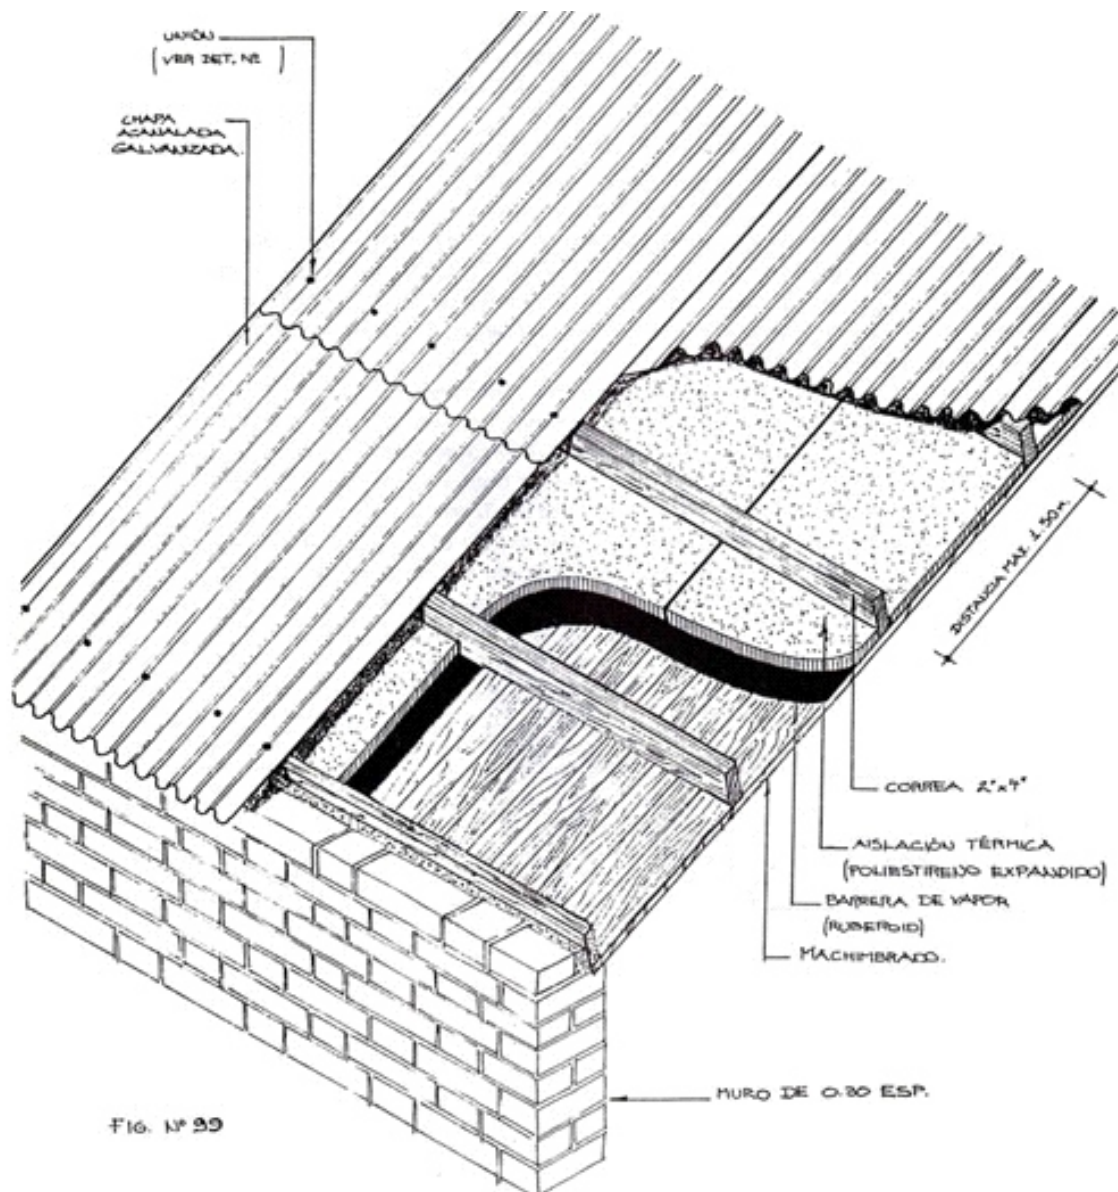 UNIÓN
(VER DET. Nº )
CHAPA
ACANALADA
GALVANIZADA.
DISTANCIA MAX. 1.50 m.
CORREA 2"x4"
AISLACIÓN TÉRMICA
(POLIESTIRENO EXPANDIDO)
BARRERA DE VAPOR
(RUBEROID)
MACHIMBRADO.
MURO DE 0.30 ESP.
FIG. Nº 99